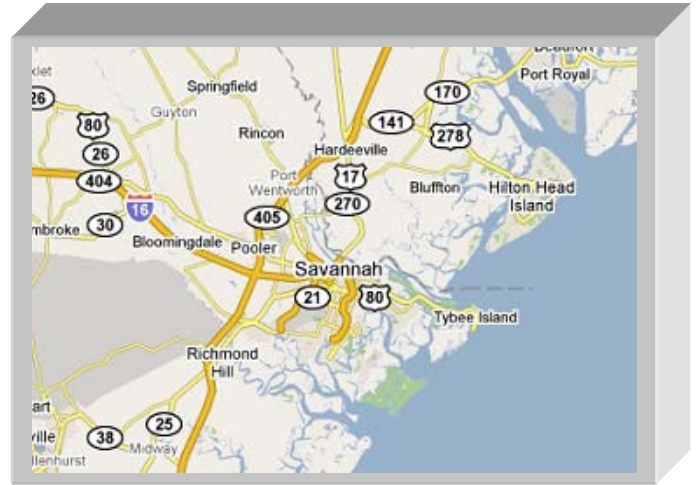 Port Royal
Springfield
170
26
Guyton
80
141
278
Rincon
26
Hardeeville
Port
Wentworth
17
404
Bluffton
Hilton Head
Island
16
270
405
30
Bloomingdale
Pooler
Savannah
21
80
Tybee Island
Richmond
Hill
25
38
Midway